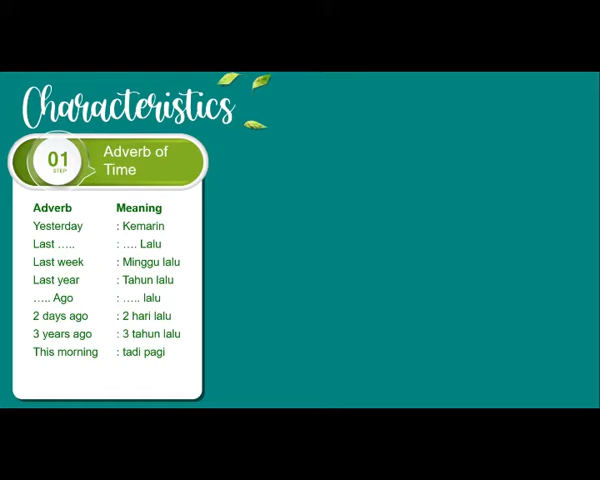 Characteristics
01
STEP
Adverb of
Time
Adverb Meaning
Yesterday : Kemarin
Last ….. : …. Lalu
Last week : Minggu lalu
Last year : Tahun lalu
….. Ago : ….. lalu
2 days ago : 2 hari lalu
3 years ago : 3 tahun lalu
This morning : tadi pagi